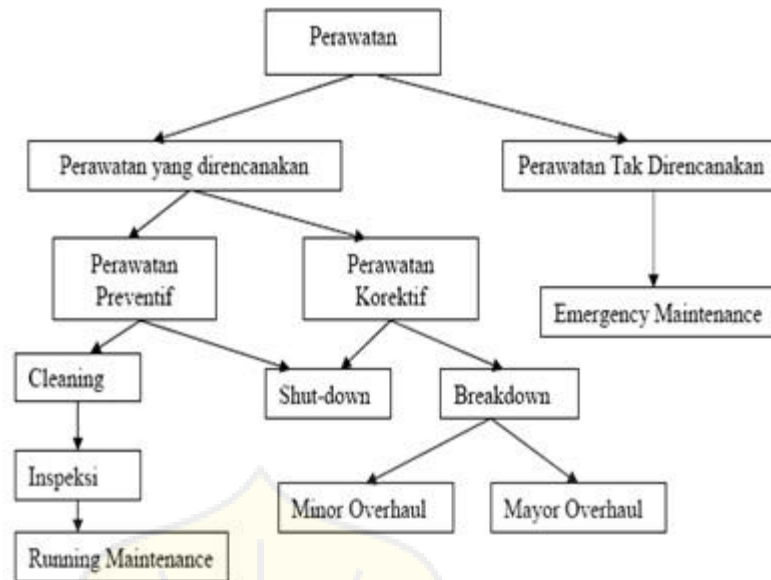 Perawatan
Perawatan yang direncanakan
Perawatan Tak Direncanakan
Perawatan
Preventif
Perawatan
Korektif
Emergency Maintenance
Cleaning
Shut-down
Breakdown
Inspeksi
Minor Overhaul
Mayor Overhaul
Running Maintenance